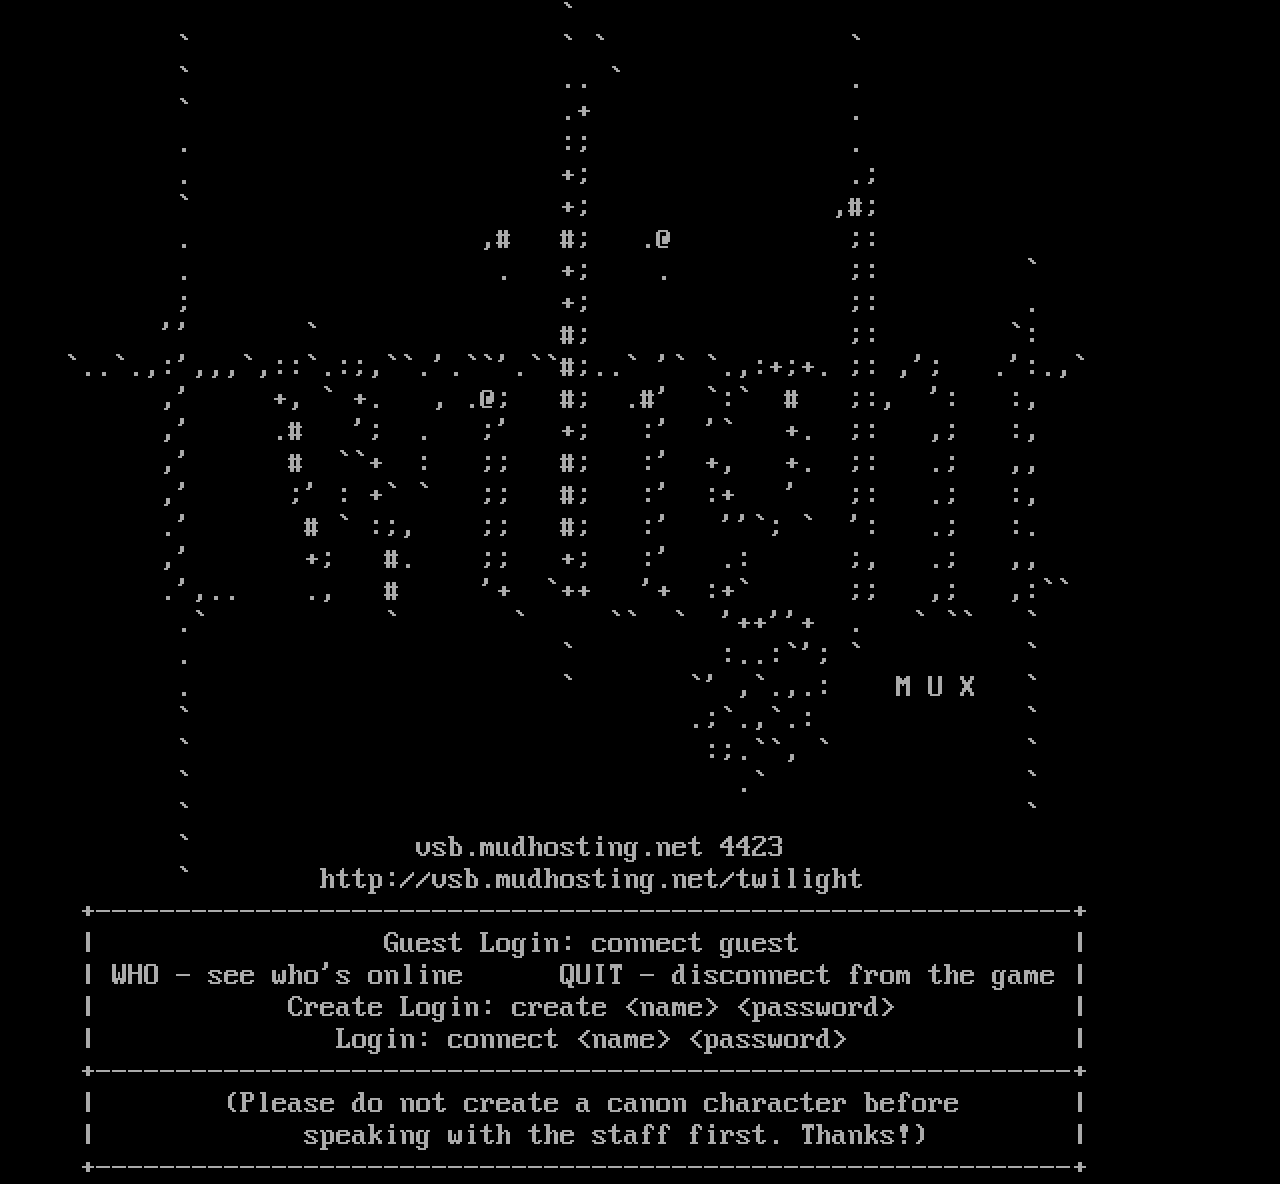 twilight
M U X
vsb.mudhosting.net 4423
http://vsb.mudhosting.net/twilight
Guest Login: connect guest
WHO - see who's online QUIT - disconnect from the game
Create Login: create <name> <password>
Login: connect <name> <password>
(Please do not create a canon character before
speaking with the staff first. Thanks!)